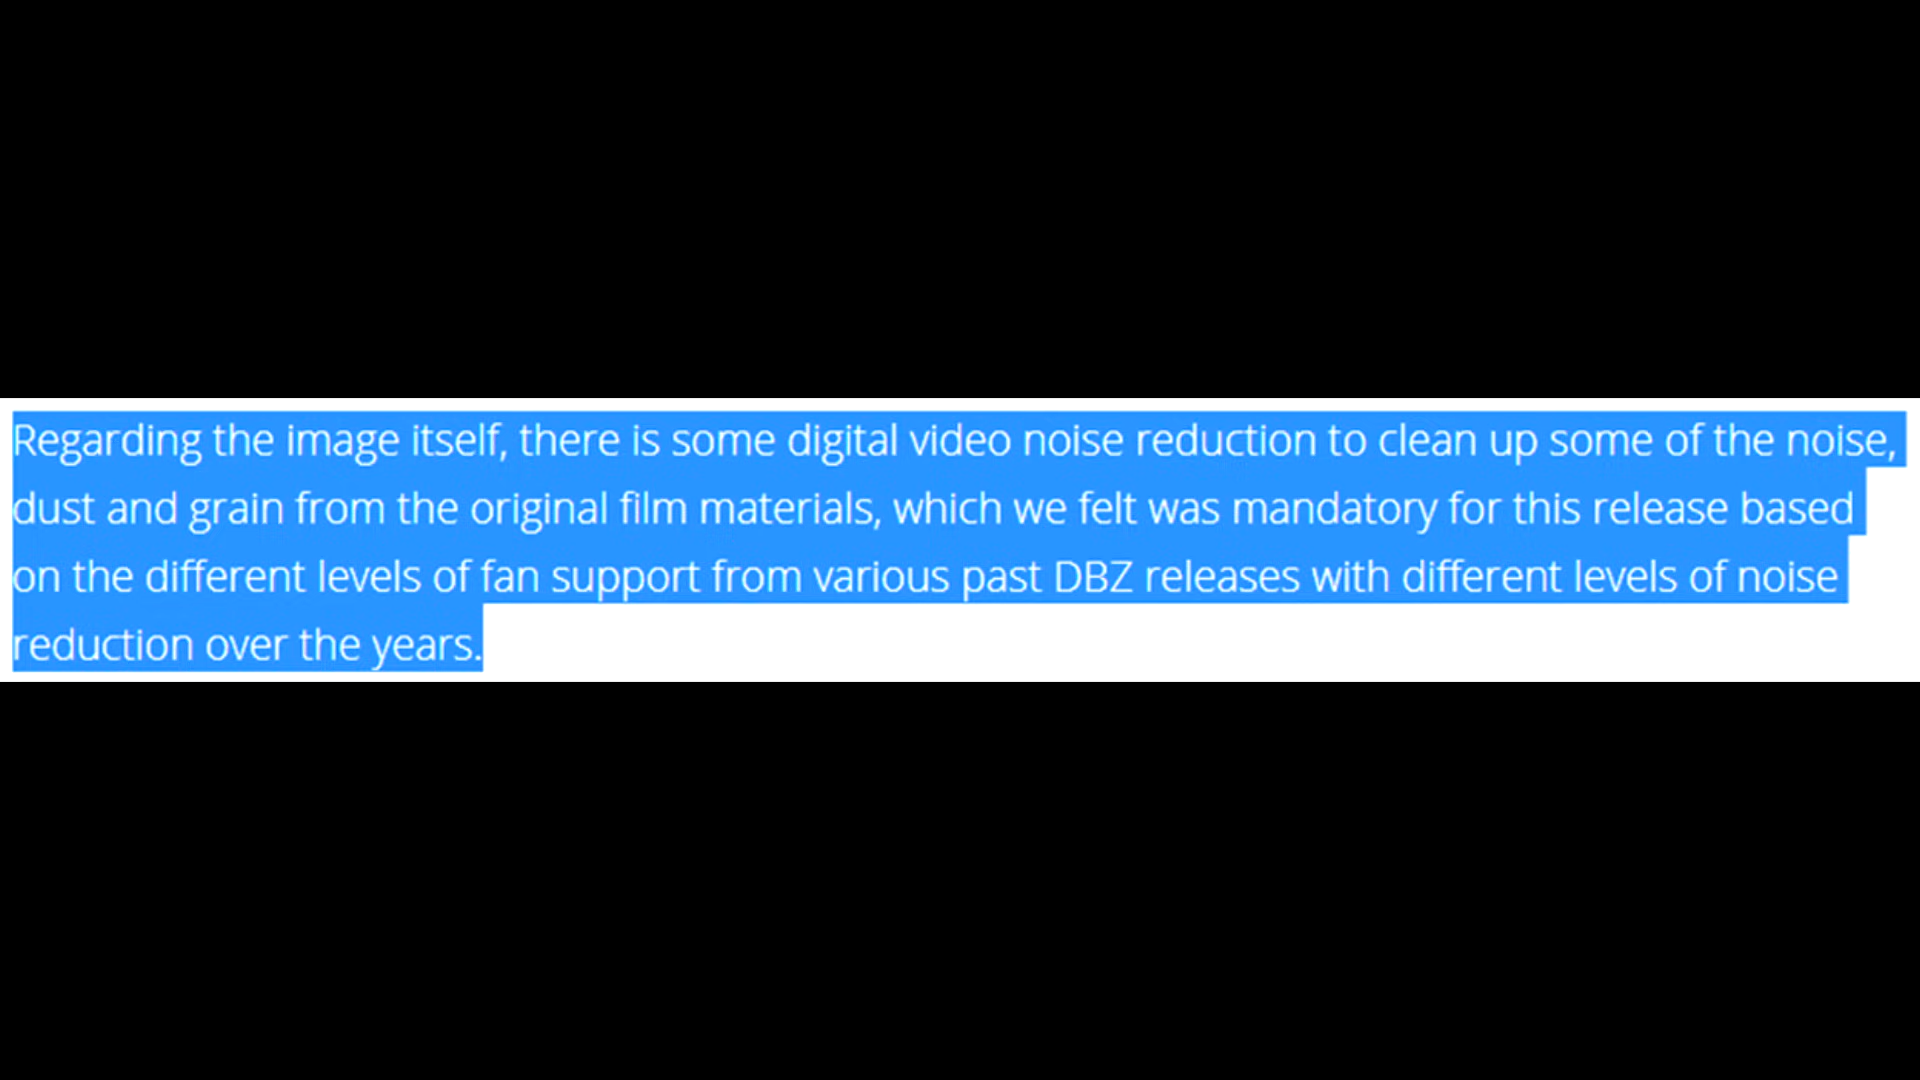 Regarding the image itself, there is some digital video noise reduction to clean up some of the noise,
dust and grain from the original film materials, which we felt was mandatory for this release based
on the different levels of fan support from various past DBZ releases with different levels of noise
reduction over the years.